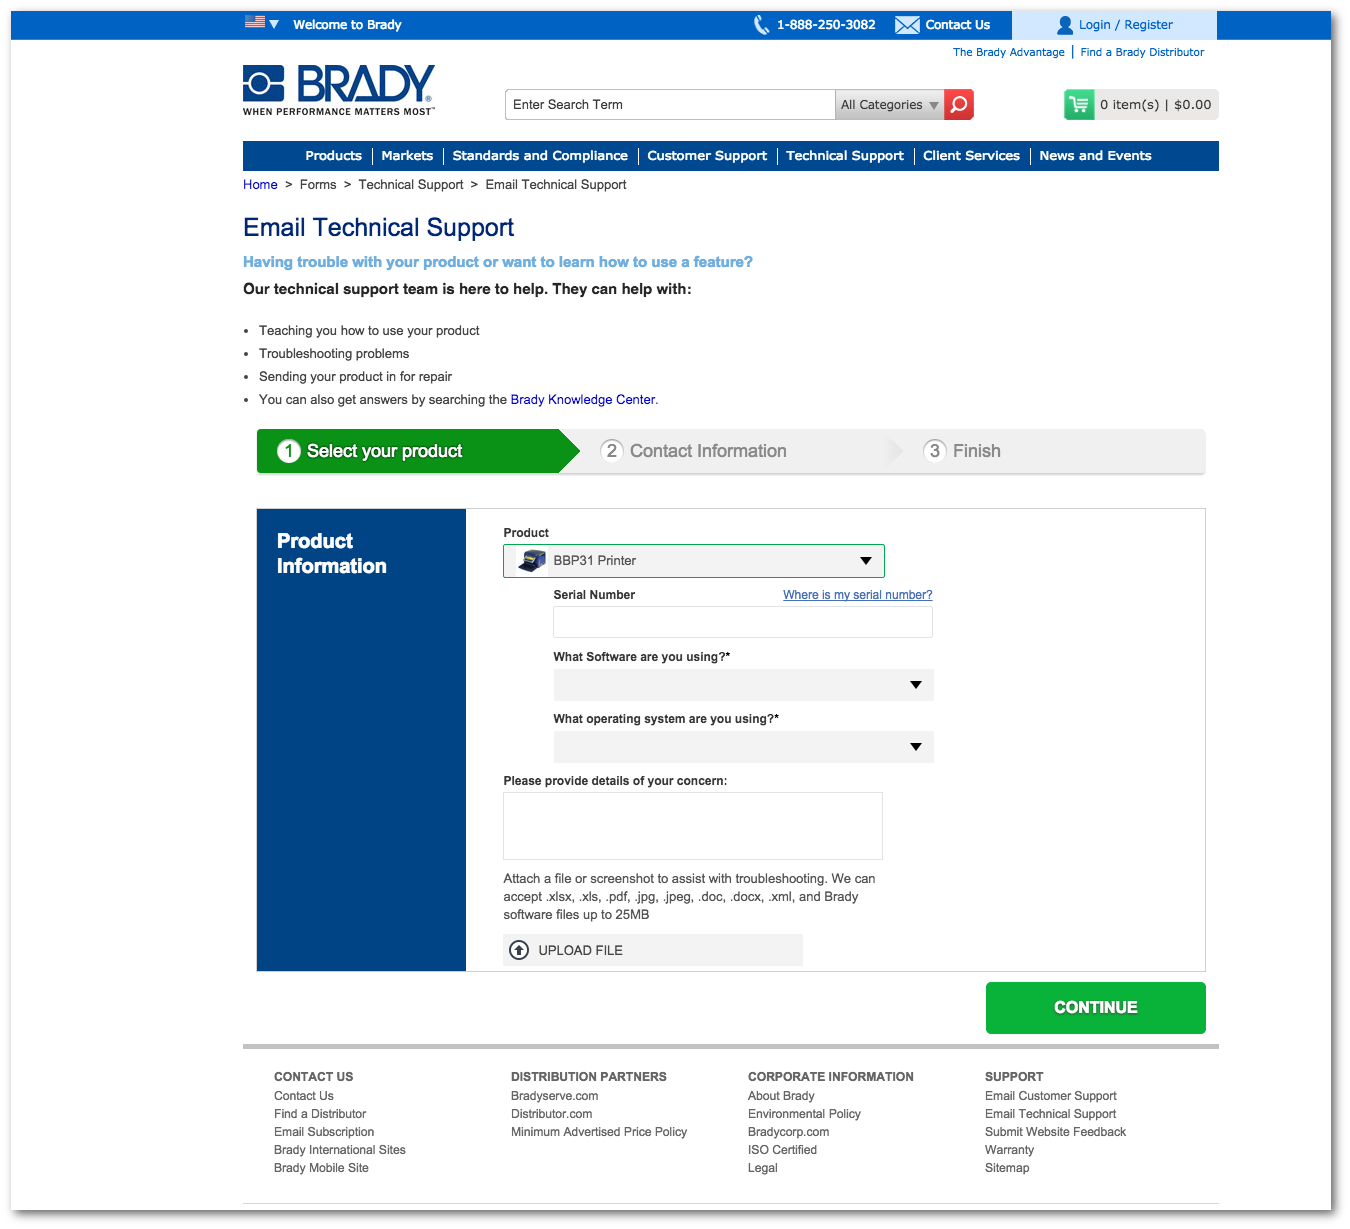 Welcome to Brady
1-888-250-3082
Contact Us
Login / Register
The Brady Advantage | Find a Brady Distributor
BRADY®
WHEN PERFORMANCE MATTERS MOST™
Enter Search Term
All Categories
0 item(s) | $0.00
Products
Markets
Standards and Compliance
Customer Support
Technical Support
Client Services
News and Events
Home > Forms > Technical Support > Email Technical Support
Email Technical Support
Having trouble with your product or want to learn how to use a feature?
Our technical support team is here to help. They can help with:
• Teaching you how to use your product
• Troubleshooting problems
• Sending your product in for repair
• You can also get answers by searching the Brady Knowledge Center.
1 Select your product
2 Contact Information
3 Finish
Product
Information
Product
BBP31 Printer
Serial Number
Where is my serial number?
What Software are you using?*
What operating system are you using?*
Please provide details of your concern:
Attach a file or screenshot to assist with troubleshooting. We can
accept .xlsx, .xls, .pdf, .jpg, .jpeg, .doc, .docx, .xml, and Brady
software files up to 25MB
UPLOAD FILE
CONTINUE
CONTACT US
Contact Us
Find a Distributor
Email Subscription
Brady International Sites
Brady Mobile Site
DISTRIBUTION PARTNERS
Bradyserve.com
Distributor.com
Minimum Advertised Price Policy
CORPORATE INFORMATION
About Brady
Environmental Policy
Bradycorp.com
ISO Certified
Legal
SUPPORT
Email Customer Support
Email Technical Support
Submit Website Feedback
Warranty
Sitemap